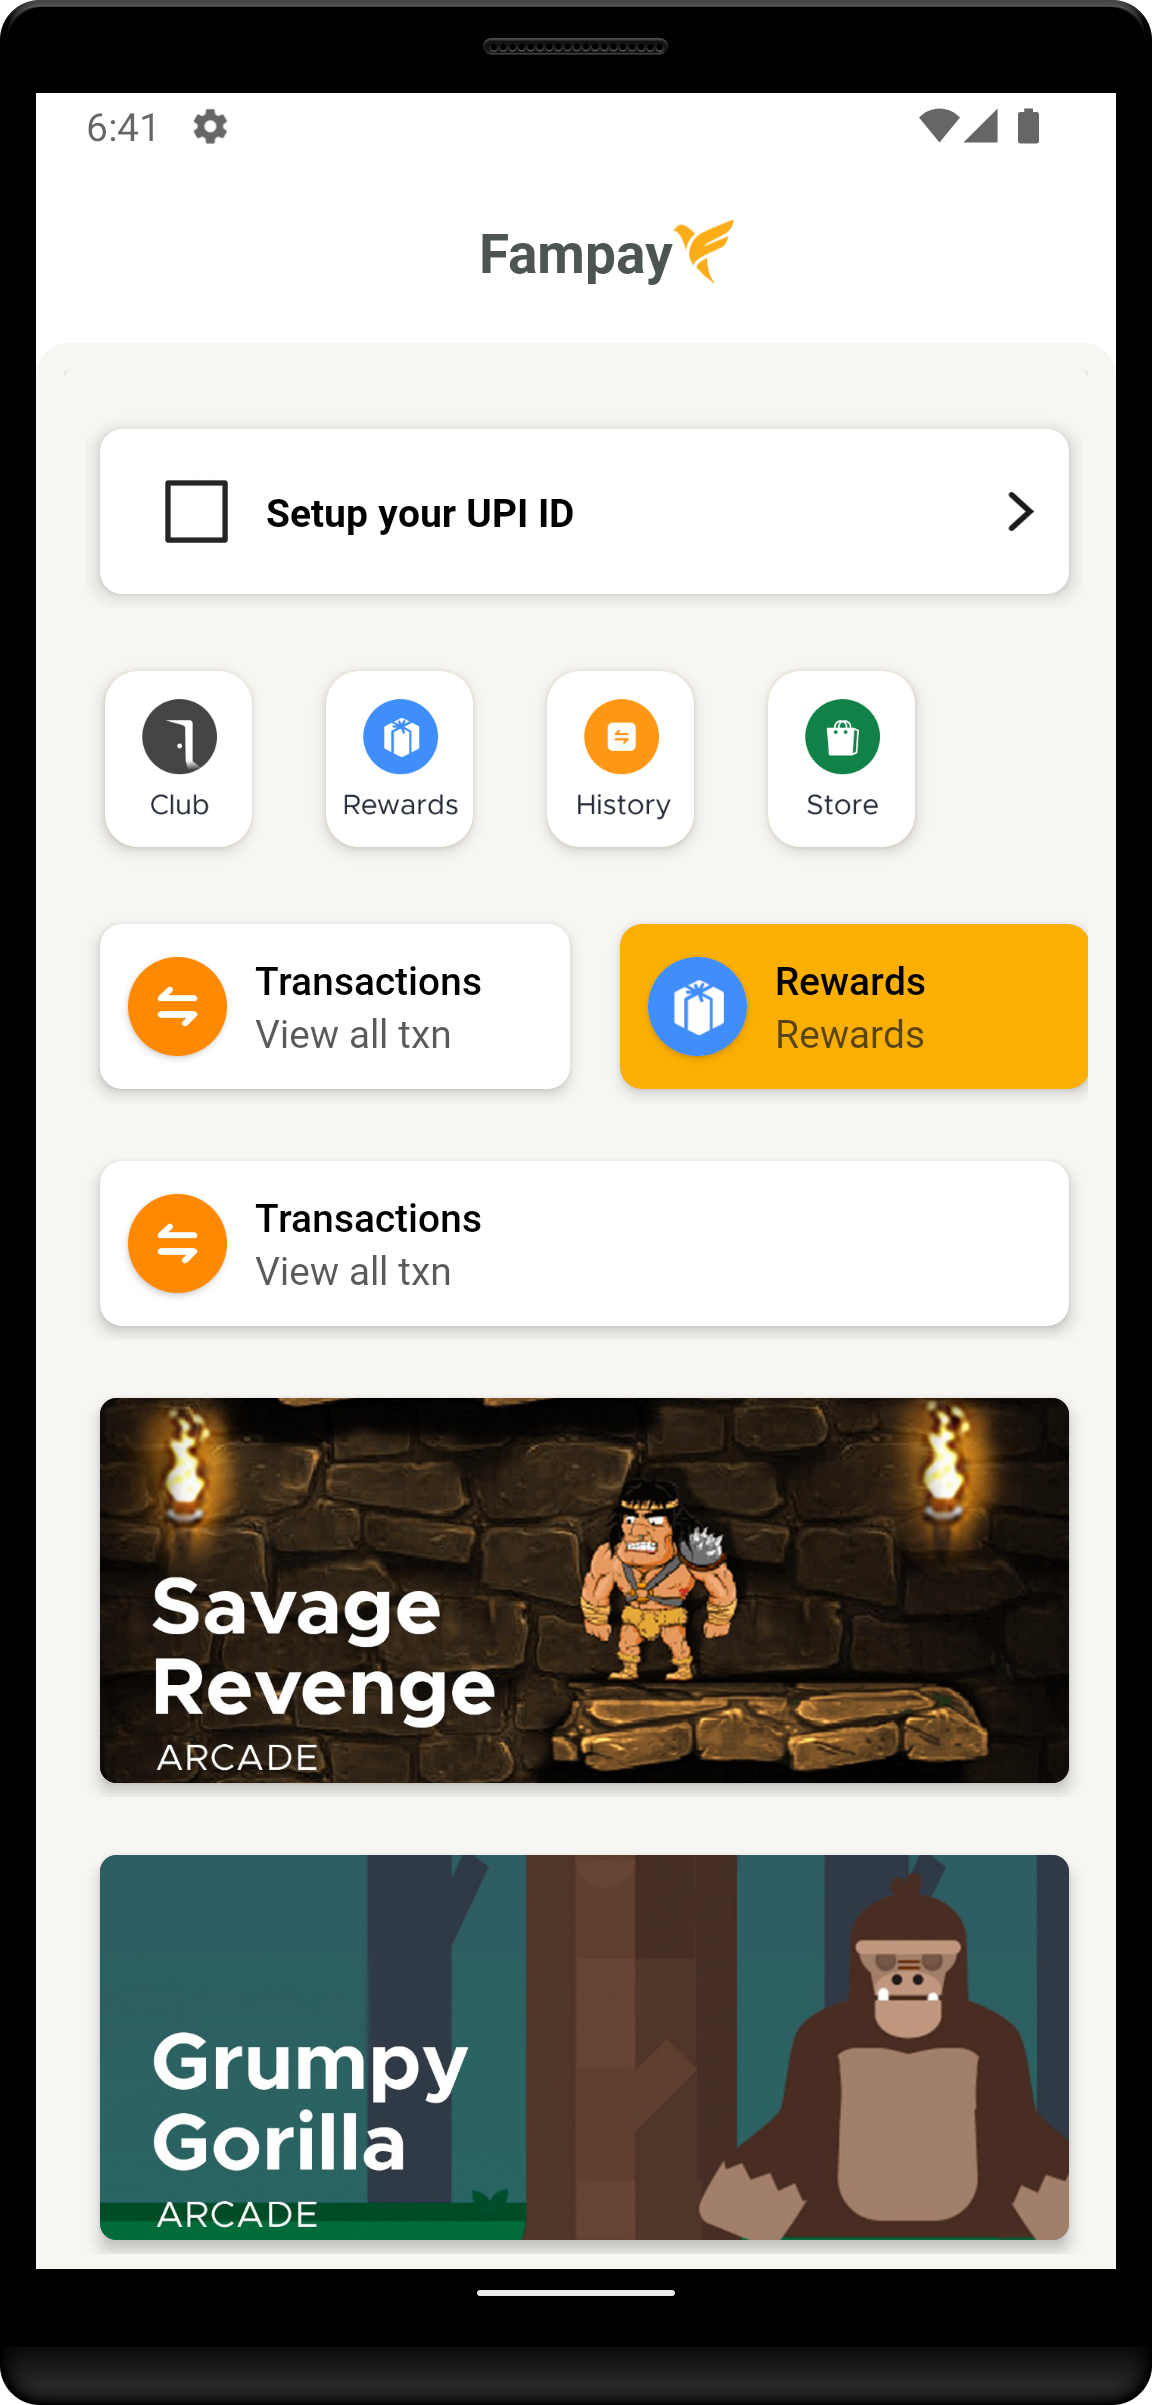 6:41
Fampay
Setup your UPI ID
Club
Rewards
History
Store
Transactions
View all txn
Rewards
Rewards
Transactions
View all txn
Savage
Revenge
ARCADE
Grumpy
Gorilla
ARCADE